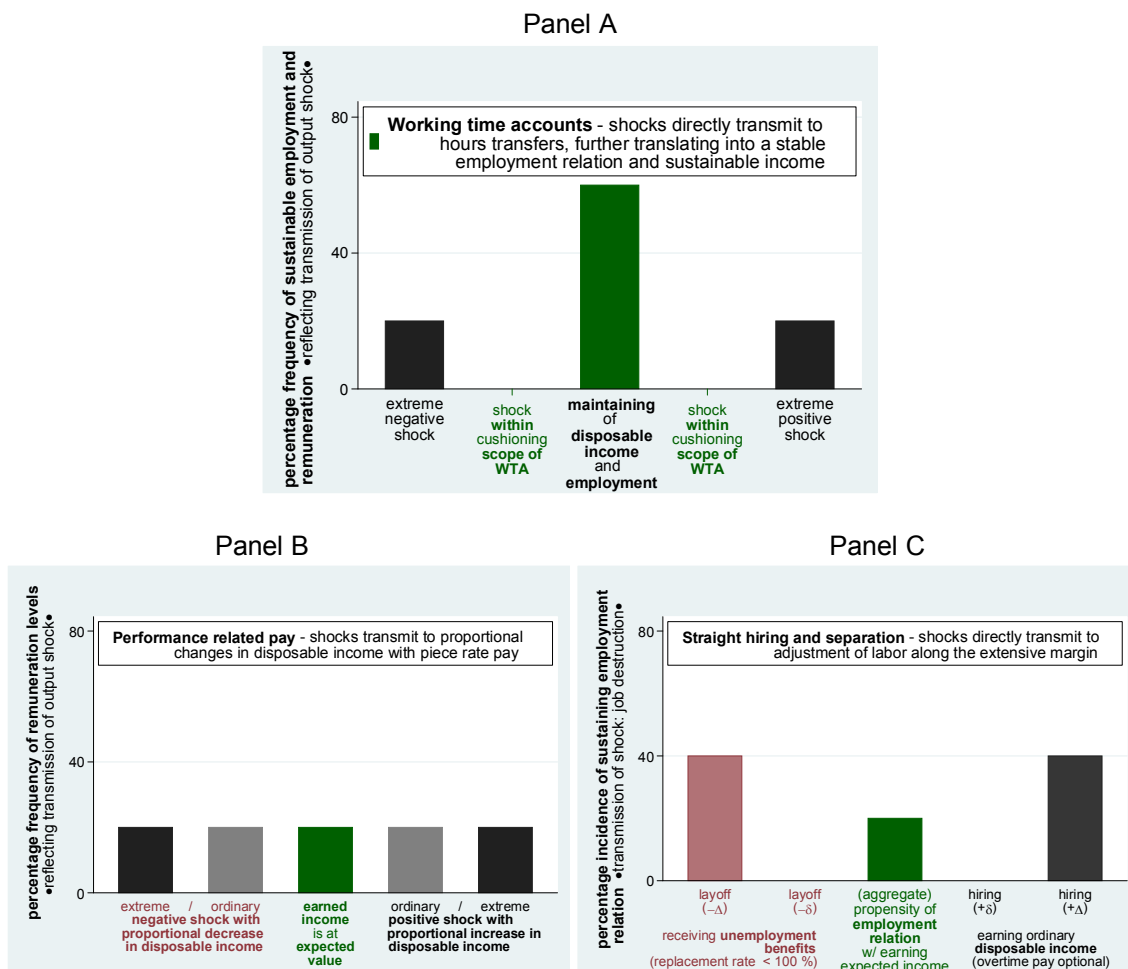 Panel A
percentage frequency of sustainable employment and
remuneration •reflecting transmission of output shock•
80
40
0
Working time accounts - shocks directly transmit to
hours transfers, further translating into a stable
employment relation and sustainable income
extreme
negative
shock
shock
within
cushioning
scope of
WTA
maintaining
of
disposable
income
and
employment
shock
within
cushioning
scope of
WTA
extreme
positive
shock
Panel B
percentage frequency of remuneration levels
•reflecting transmission of output shock•
80
40
0
Performance related pay - shocks transmit to proportional
changes in disposable income with piece rate pay
extreme / ordinary
negative shock with
proportional decrease
in disposable income
earned
income
is at
expected
value
ordinary / extreme
positive shock with
proportional increase in
disposable income
Panel C
percentage incidence of sustaining employment
relation •transmission of shock: job destruction•
80
40
0
Straight hiring and separation - shocks directly transmit to
adjustment of labor along the extensive margin
layoff
(−Δ)
layoff
(−δ)
receiving unemployment
benefits
(replacement rate < 100 %)
(aggregate)
propensity of
employment
relation
w/ earning
expected income
hiring
(+δ)
hiring
(+Δ)
earning ordinary
disposable income
(overtime pay optional)